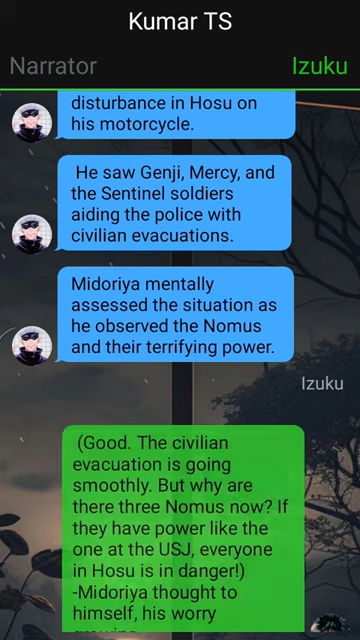 Kumar TS
Narrator
Izuku
disturbance in Hosu on
his motorcycle.
He saw Genji, Mercy, and
the Sentinel soldiers
aiding the police with
civilian evacuations.
Midoriya mentally
assessed the situation as
he observed the Nomus
and their terrifying power.
Izuku
(Good. The civilian
evacuation is going
smoothly. But why are
there three Nomus now? If
they have power like the
one at the USJ, everyone
in Hosu is in danger!)
-Midoriya thought to
himself, his worry